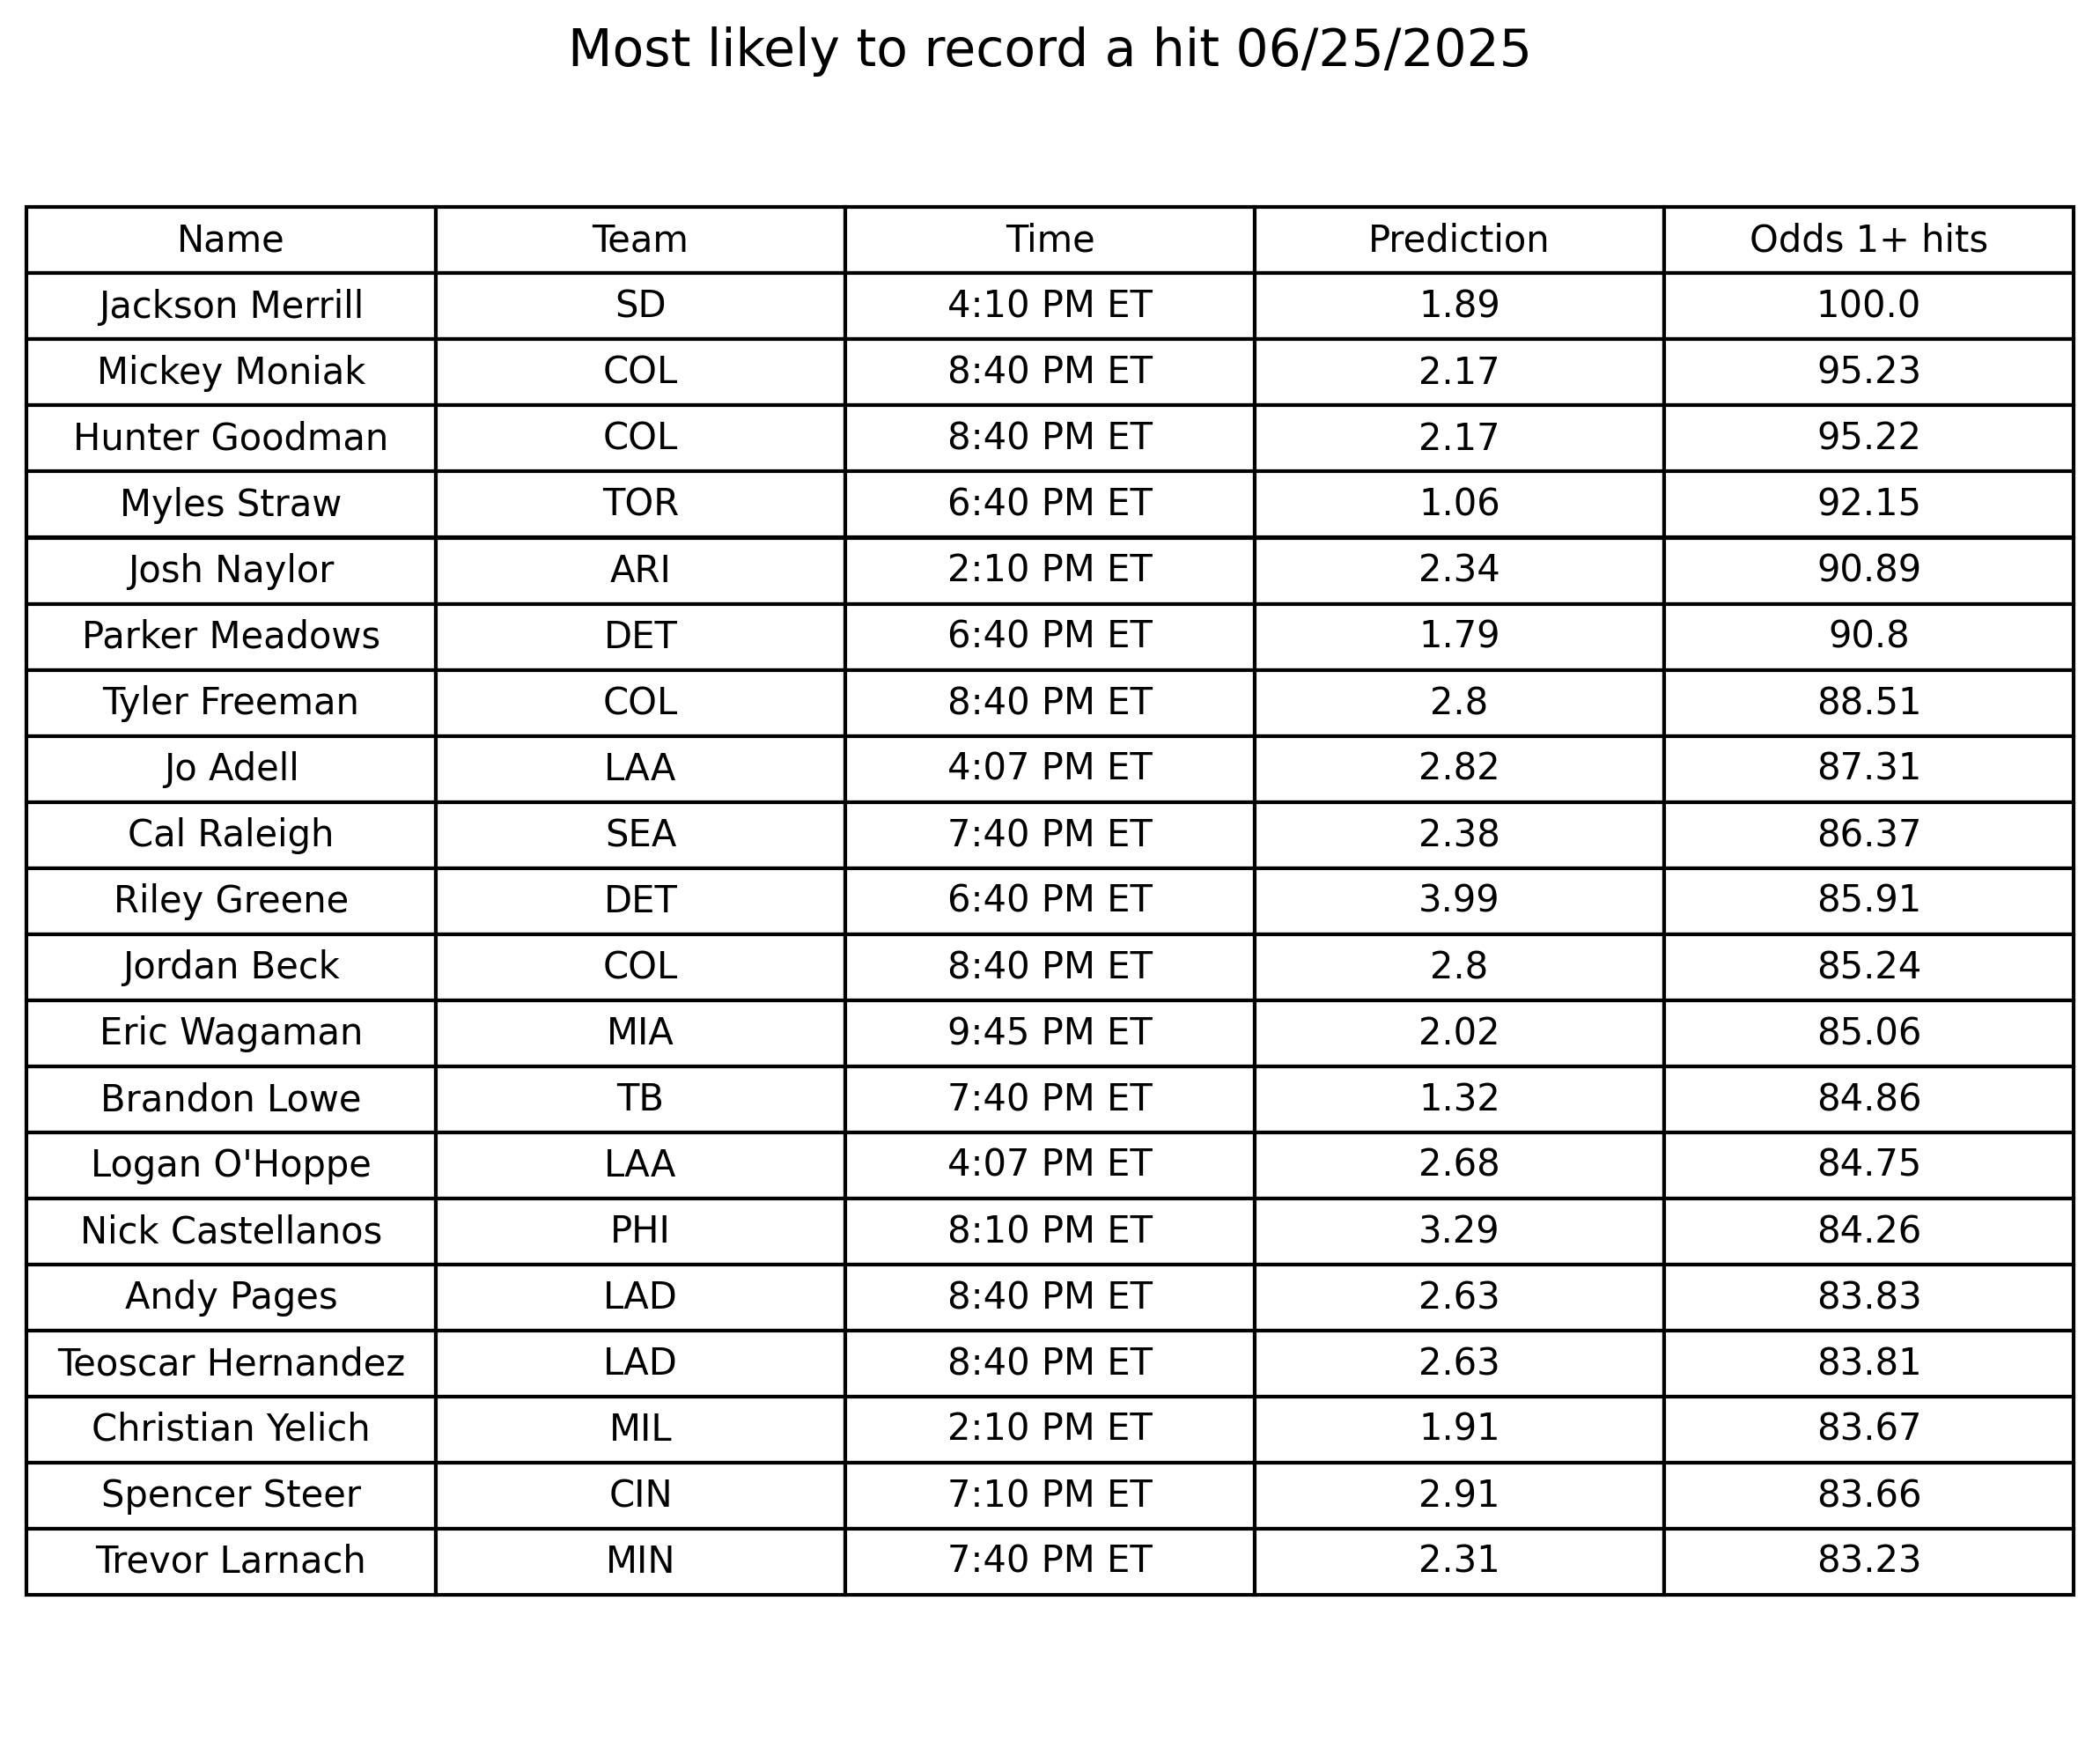 Most likely to record a hit 06/25/2025
Name Team Time Prediction Odds 1+ hits
Jackson Merrill SD 4:10 PM ET 1.89 100.0
Mickey Moniak COL 8:40 PM ET 2.17 95.23
Hunter Goodman COL 8:40 PM ET 2.17 95.22
Myles Straw TOR 6:40 PM ET 1.06 92.15
Josh Naylor ARI 2:10 PM ET 2.34 90.89
Parker Meadows DET 6:40 PM ET 1.79 90.8
Tyler Freeman COL 8:40 PM ET 2.8 88.51
Jo Adell LAA 4:07 PM ET 2.82 87.31
Cal Raleigh SEA 7:40 PM ET 2.38 86.37
Riley Greene DET 6:40 PM ET 3.99 85.91
Jordan Beck COL 8:40 PM ET 2.8 85.24
Eric Wagaman MIA 9:45 PM ET 2.02 85.06
Brandon Lowe TB 7:40 PM ET 1.32 84.86
Logan O'Hoppe LAA 4:07 PM ET 2.68 84.75
Nick Castellanos PHI 8:10 PM ET 3.29 84.26
Andy Pages LAD 8:40 PM ET 2.63 83.83
Teoscar Hernandez LAD 8:40 PM ET 2.63 83.81
Christian Yelich MIL 2:10 PM ET 1.91 83.67
Spencer Steer CIN 7:10 PM ET 2.91 83.66
Trevor Larnach MIN 7:40 PM ET 2.31 83.23